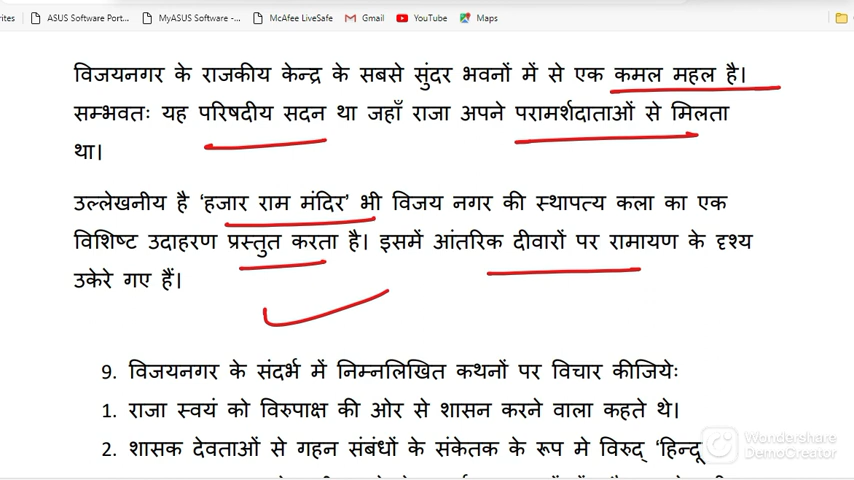 rites ASUS Software Port... MyASUS Software -... McAfee LiveSafe Gmail YouTube Maps
विजयनगर के राजकीय केन्द्र के सबसे सुंदर भवनों में से एक कमल महल है।
सम्भवतः यह परिषदीय सदन था जहाँ राजा अपने परामर्शदाताओं से मिलता
था।
उल्लेखनीय है ‘हजार राम मंदिर’ भी विजय नगर की स्थापत्य कला का एक
विशिष्ट उदाहरण प्रस्तुत करता है। इसमें आंतरिक दीवारों पर रामायण के दृश्य
उकेरे गए हैं।
9. विजयनगर के संदर्भ में निम्नलिखित कथनों पर विचार कीजियेः
1. राजा स्वयं को विरुपाक्ष की ओर से शासन करने वाला कहते थे।
2. शासक देवताओं से गहन संबंधों के संकेतक के रूप मे विरुद् ‘हिन्दू
Wondershare
DemoCreator